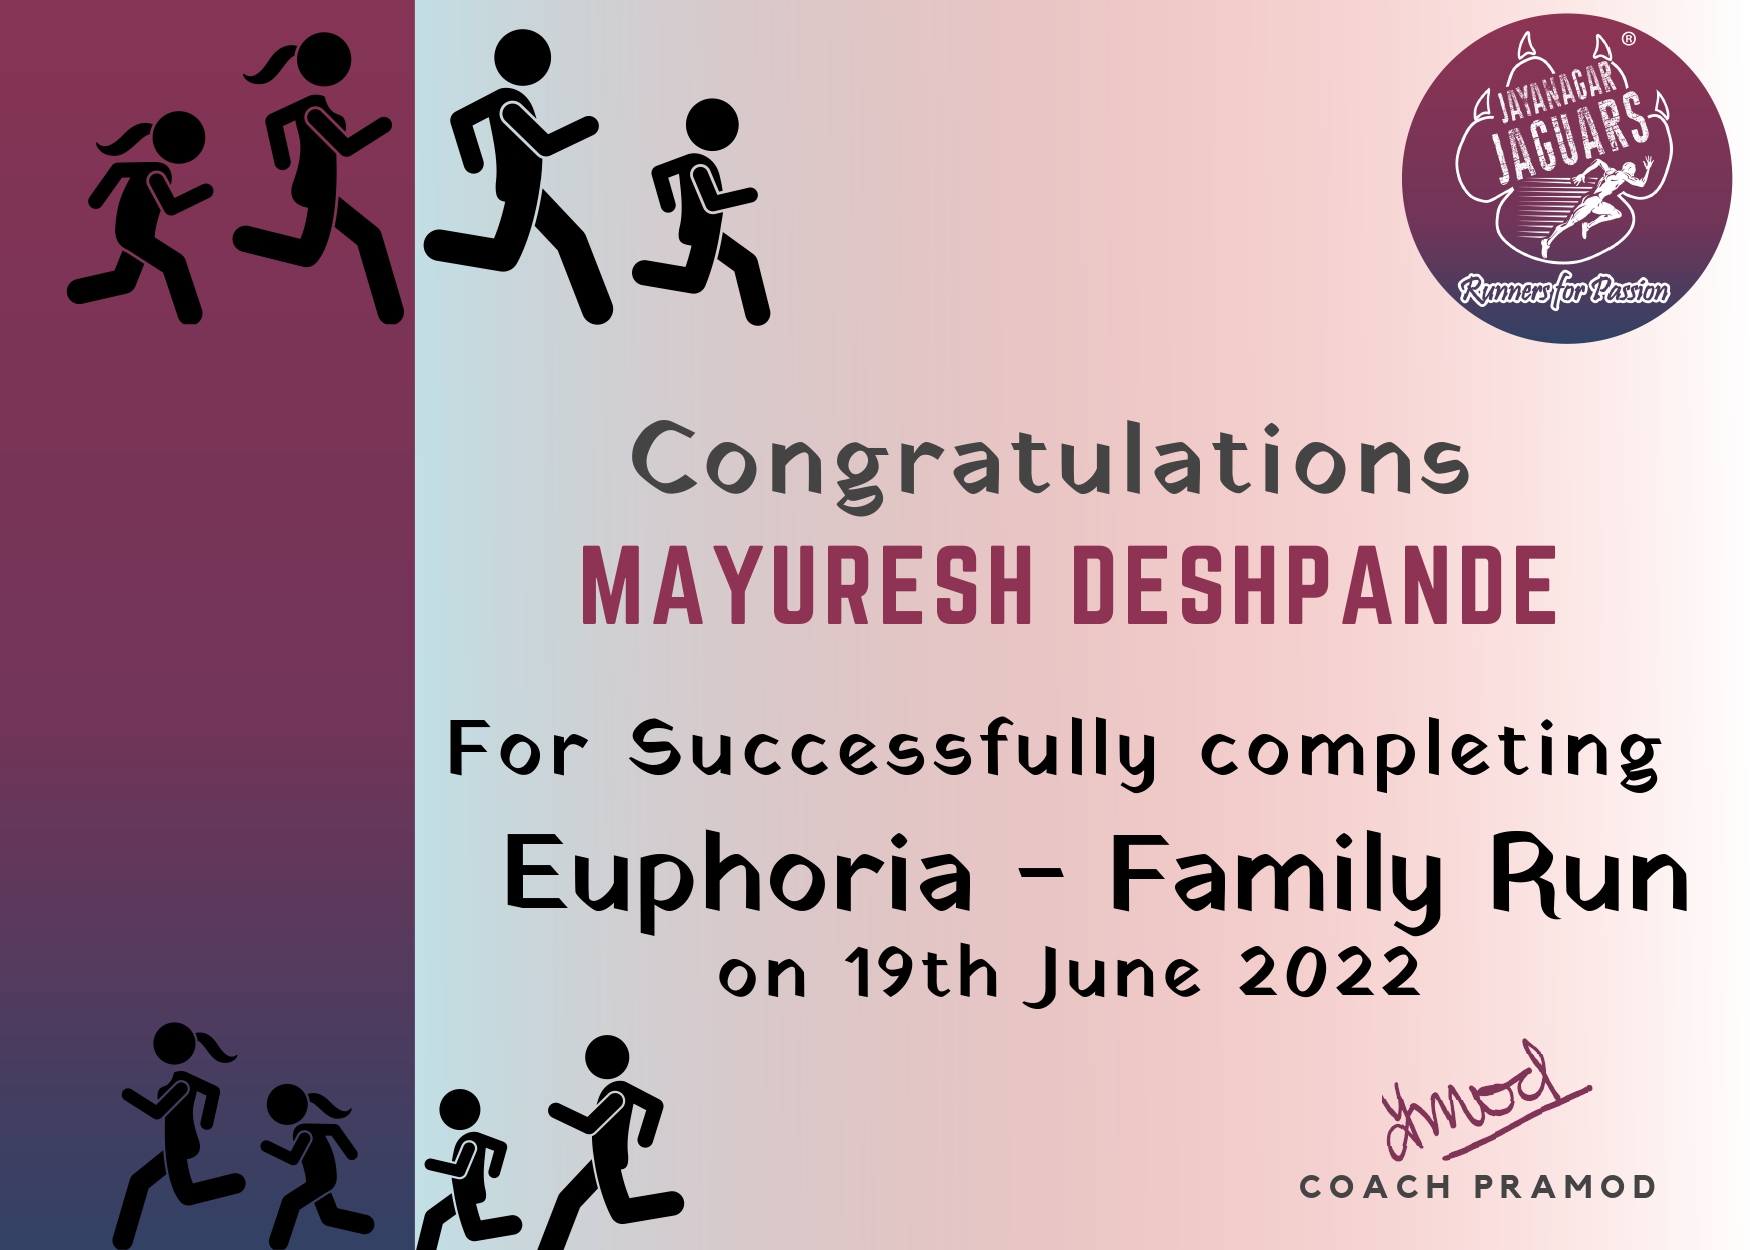 JAYANAGAR
JAGUARS
®
Runners for Passion
Congratulations
MAYURESH DESHPANDE
For Successfully completing
Euphoria - Family Run
on 19th June 2022
Pramod
COACH PRAMOD